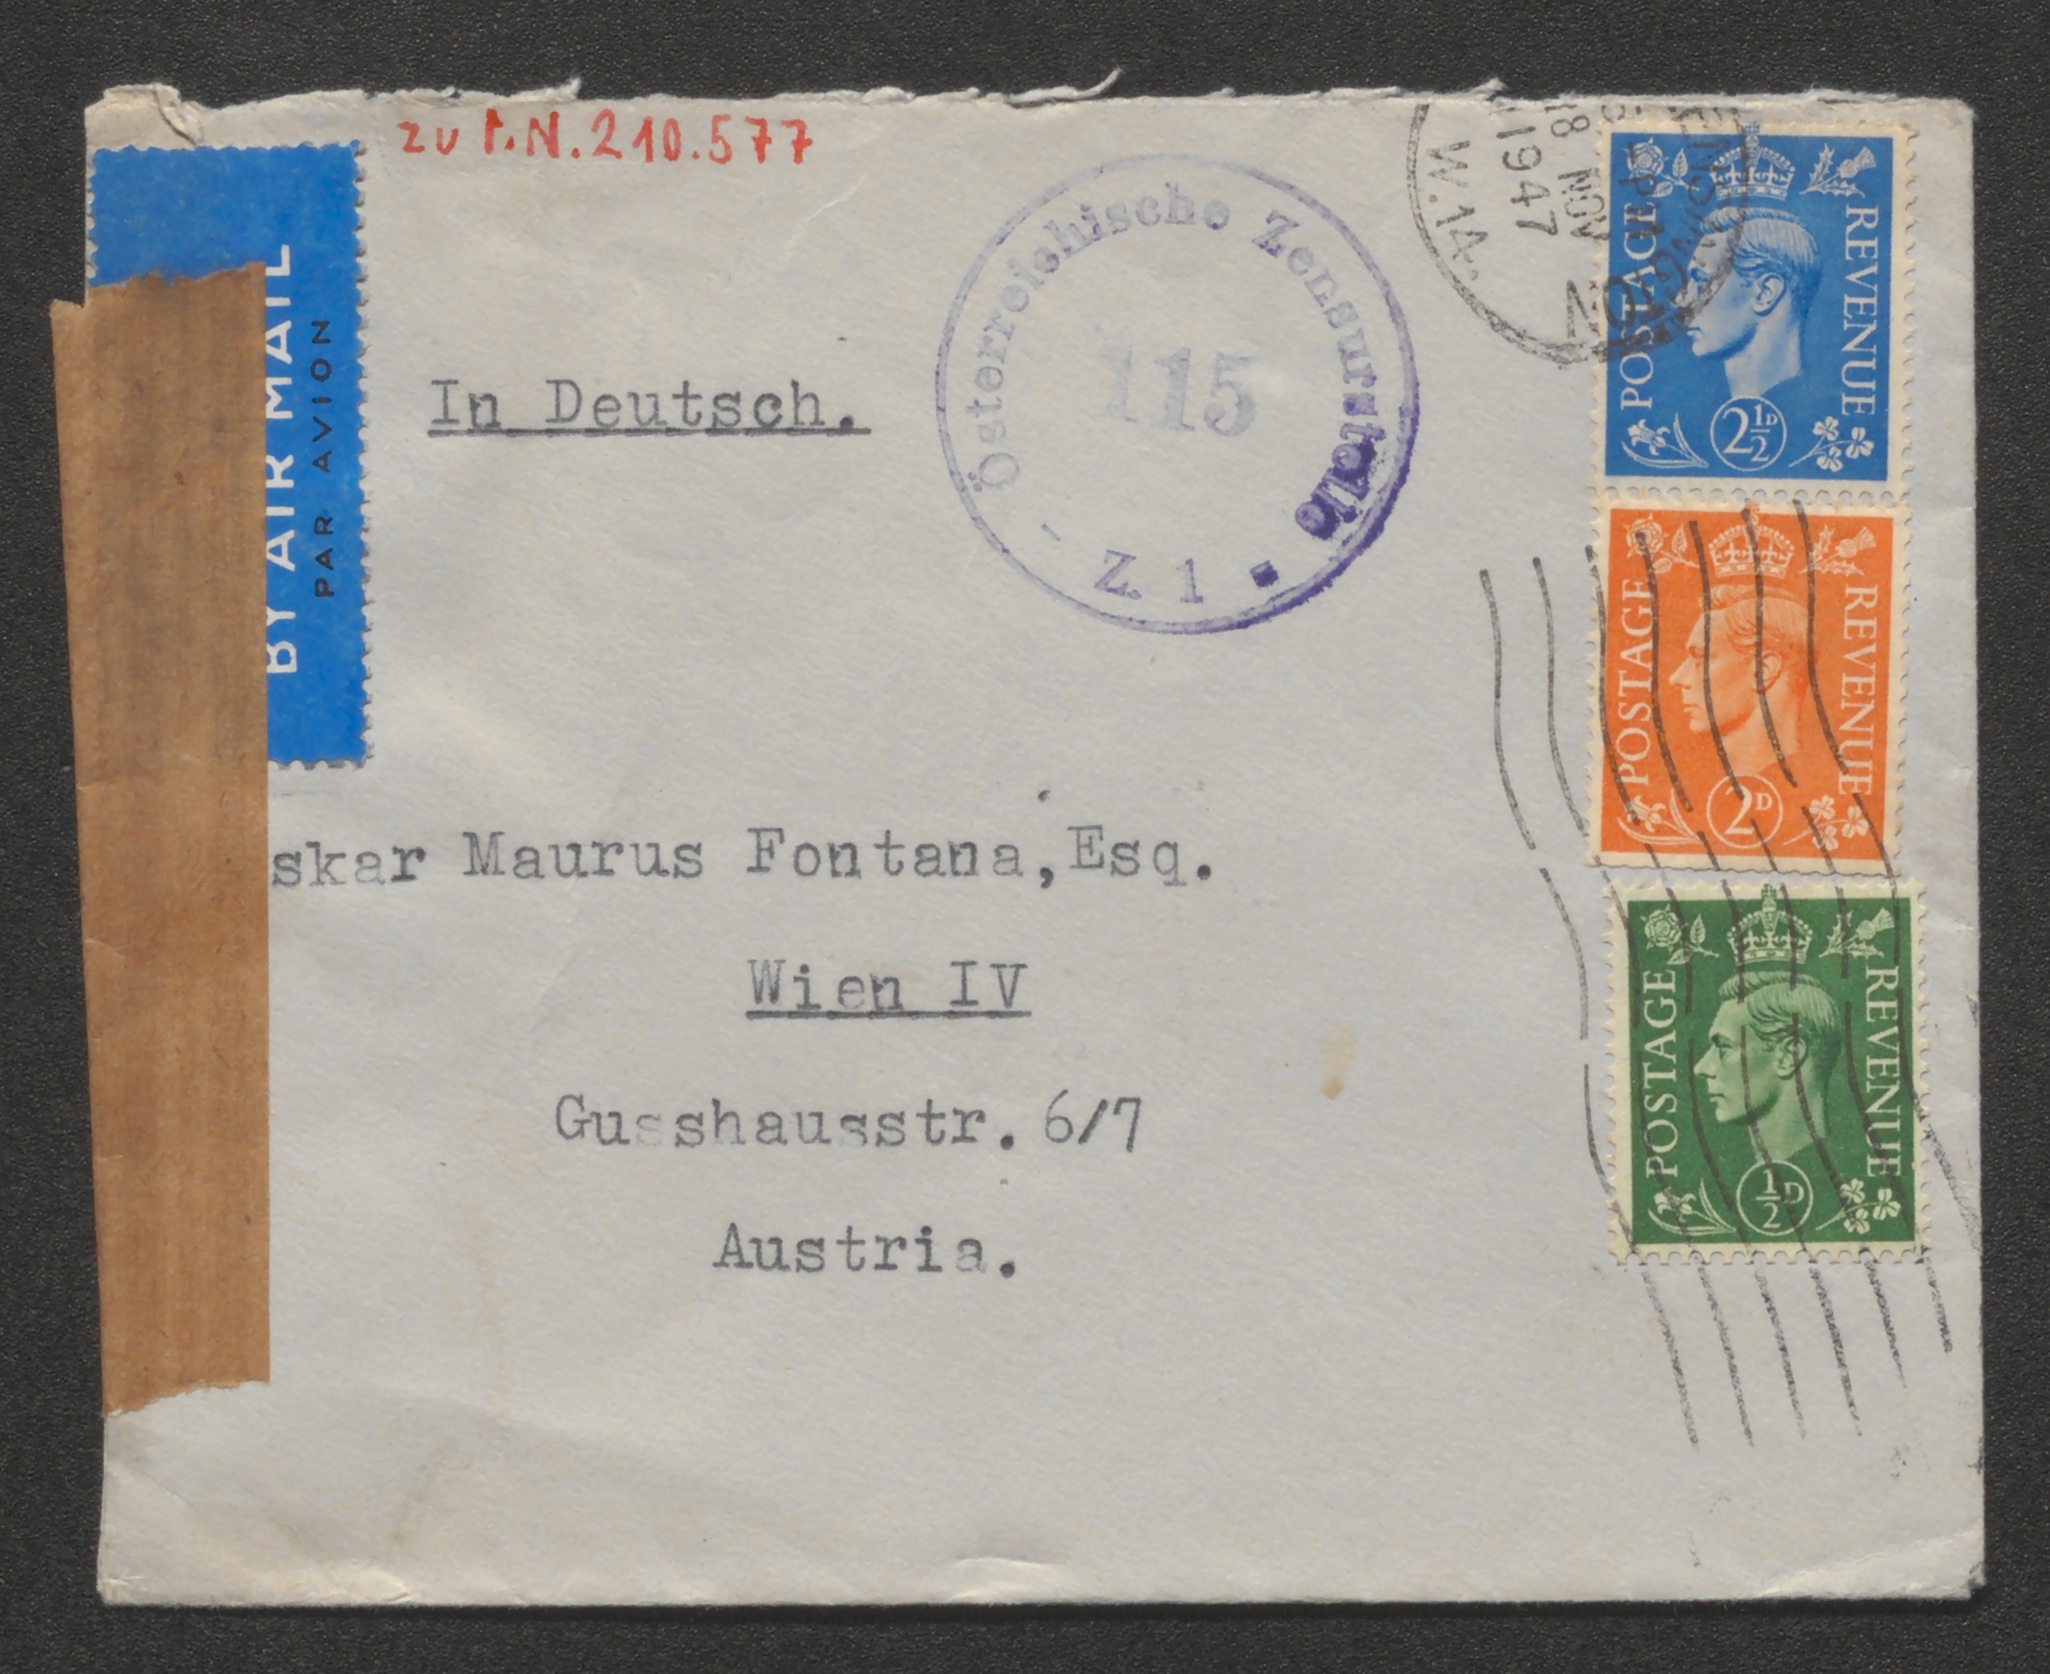 zu I.N. 210.577
BY AIR MAIL
PAR AVION
In Deutsch.
Österreichische Zensurstelle
115
Z. 1
18 NOV
1947
W.14.
POSTAGE REVENUE
2½D
POSTAGE REVENUE
2D
POSTAGE REVENUE
½D
skar Maurus Fontana,Esq.
Wien IV
Gusshausstr. 6/7
Austria.